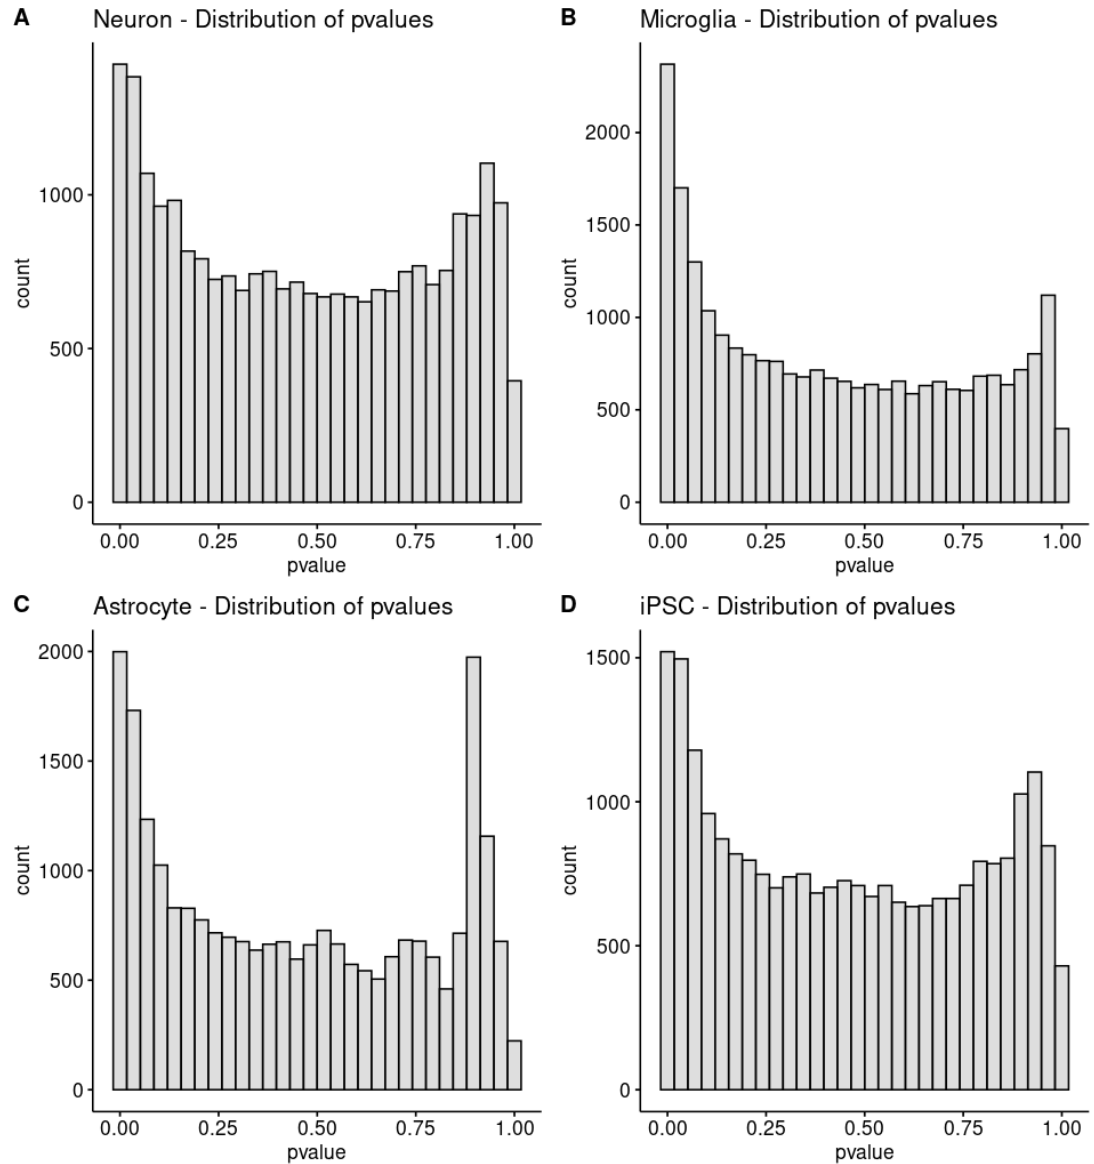 A Neuron - Distribution of pvalues
1000
500
0
count
0.00 0.25 0.50 0.75 1.00
pvalue
B Microglia - Distribution of pvalues
2000
1500
1000
500
0
count
0.00 0.25 0.50 0.75 1.00
pvalue
C Astrocyte - Distribution of pvalues
2000
1500
1000
500
0
count
0.00 0.25 0.50 0.75 1.00
pvalue
D iPSC - Distribution of pvalues
1500
1000
500
0
count
0.00 0.25 0.50 0.75 1.00
pvalue